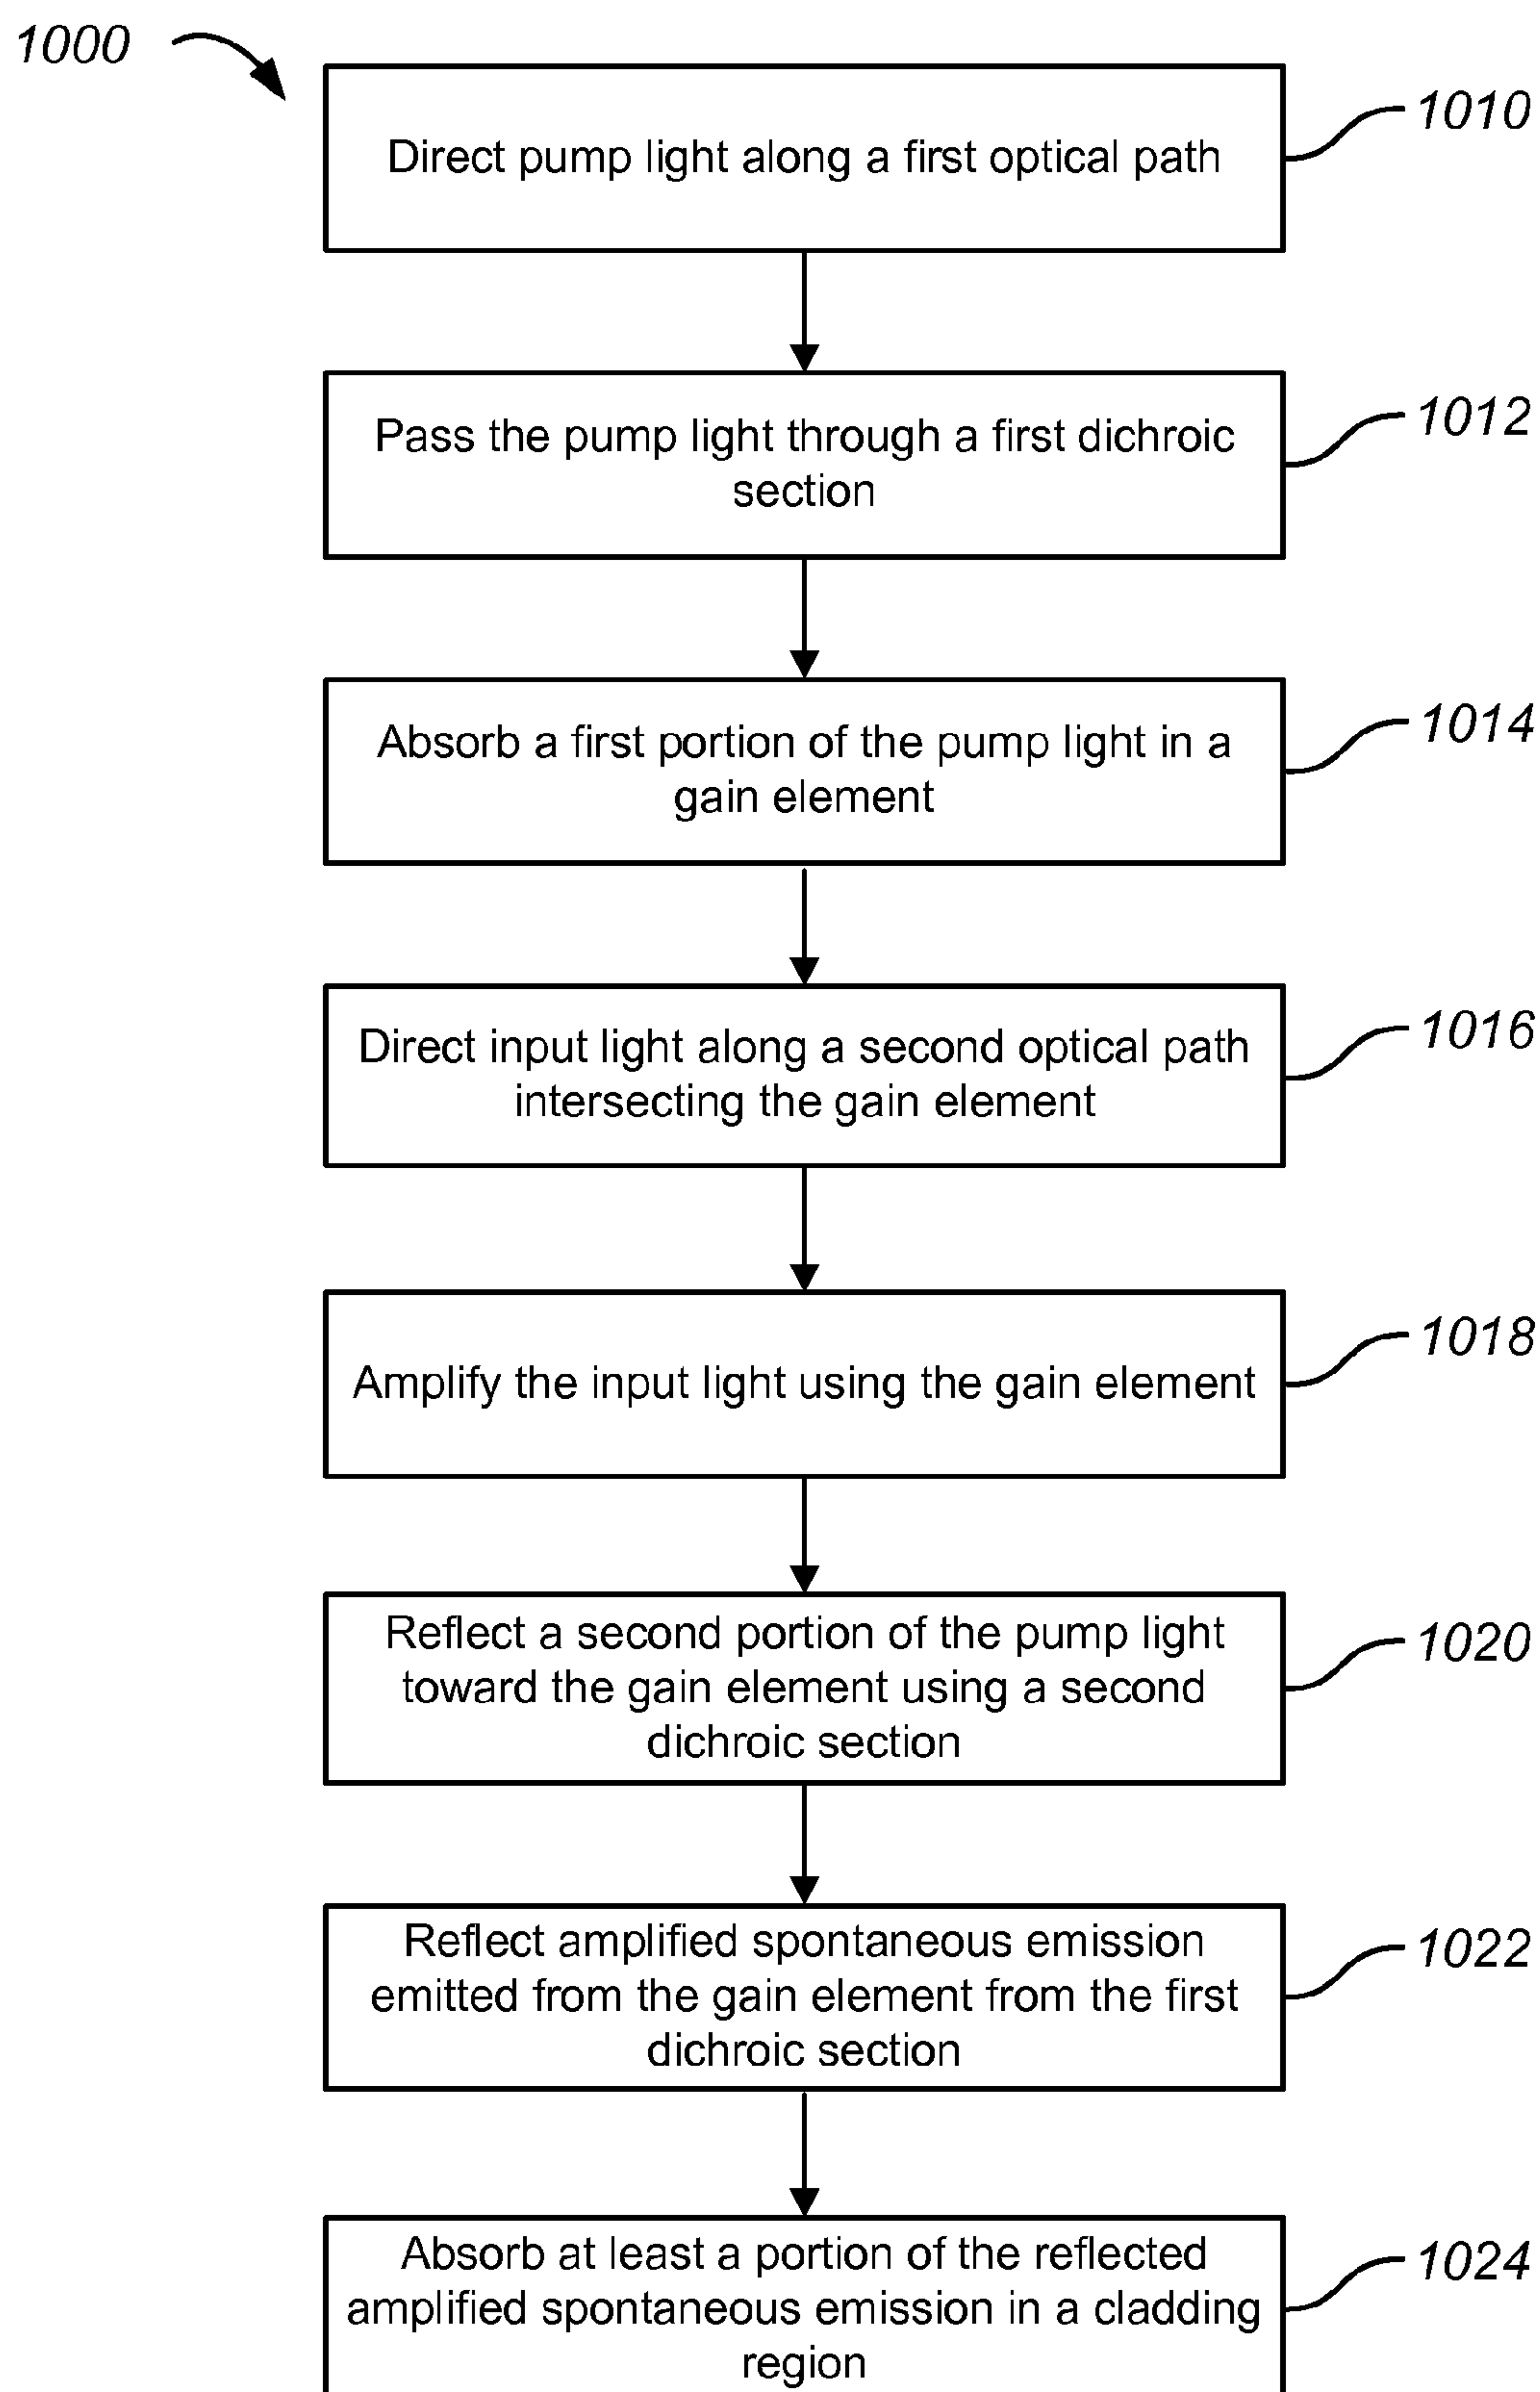 1000
Direct pump light along a first optical path
1010
Pass the pump light through a first dichroic
section
1012
Absorb a first portion of the pump light in a
gain element
1014
Direct input light along a second optical path
intersecting the gain element
1016
Amplify the input light using the gain element
1018
Reflect a second portion of the pump light
toward the gain element using a second
dichroic section
1020
Reflect amplified spontaneous emission
emitted from the gain element from the first
dichroic section
1022
Absorb at least a portion of the reflected
amplified spontaneous emission in a cladding
region
1024